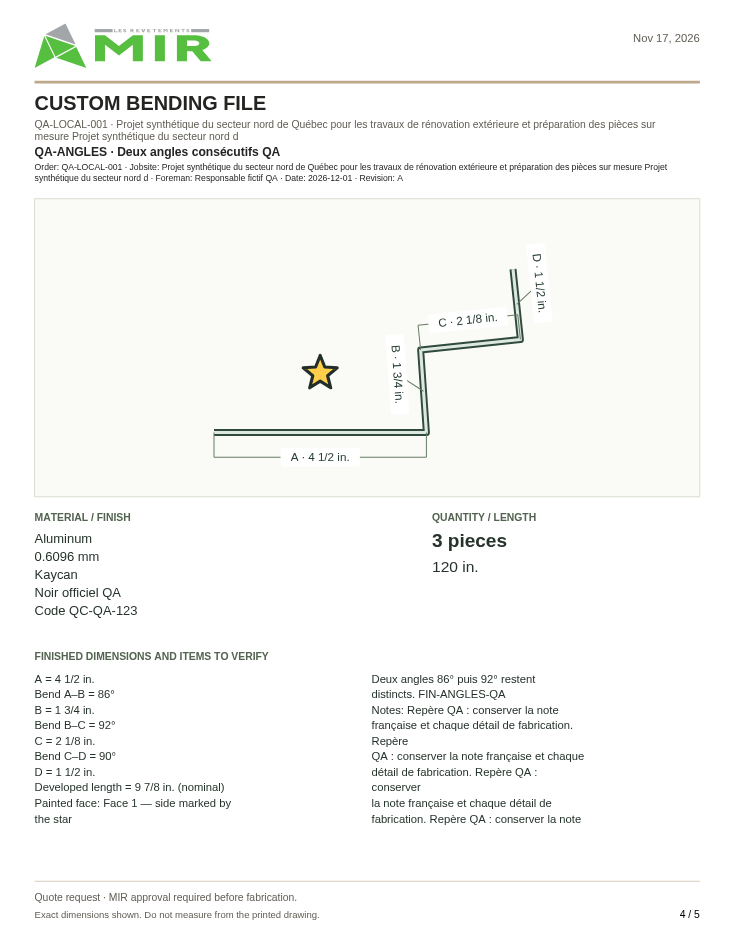 LES REVÊTEMENTS
MIR
Nov 17, 2026
CUSTOM BENDING FILE
QA-LOCAL-001 · Projet synthétique du secteur nord de Québec pour les travaux de rénovation extérieure et préparation des pièces sur
mesure Projet synthétique du secteur nord d
QA-ANGLES · Deux angles consécutifs QA
Order: QA-LOCAL-001 · Jobsite: Projet synthétique du secteur nord de Québec pour les travaux de rénovation extérieure et préparation des pièces sur mesure Projet
synthétique du secteur nord d · Foreman: Responsable fictif QA · Date: 2026-12-01 · Revision: A
D · 1 1/2 in.
C · 2 1/8 in.
B · 1 3/4 in.
A · 4 1/2 in.
MATERIAL / FINISH
Aluminum
0.6096 mm
Kaycan
Noir officiel QA
Code QC-QA-123
QUANTITY / LENGTH
3 pieces
120 in.
FINISHED DIMENSIONS AND ITEMS TO VERIFY
A = 4 1/2 in.
Bend A–B = 86°
B = 1 3/4 in.
Bend B–C = 92°
C = 2 1/8 in.
Bend C–D = 90°
D = 1 1/2 in.
Developed length = 9 7/8 in. (nominal)
Painted face: Face 1 — side marked by
the star
Deux angles 86° puis 92° restent
distincts. FIN-ANGLES-QA
Notes: Repère QA : conserver la note
française et chaque détail de fabrication.
Repère
QA : conserver la note française et chaque
détail de fabrication. Repère QA :
conserver
la note française et chaque détail de
fabrication. Repère QA : conserver la note
Quote request · MIR approval required before fabrication.
Exact dimensions shown. Do not measure from the printed drawing.
4 / 5